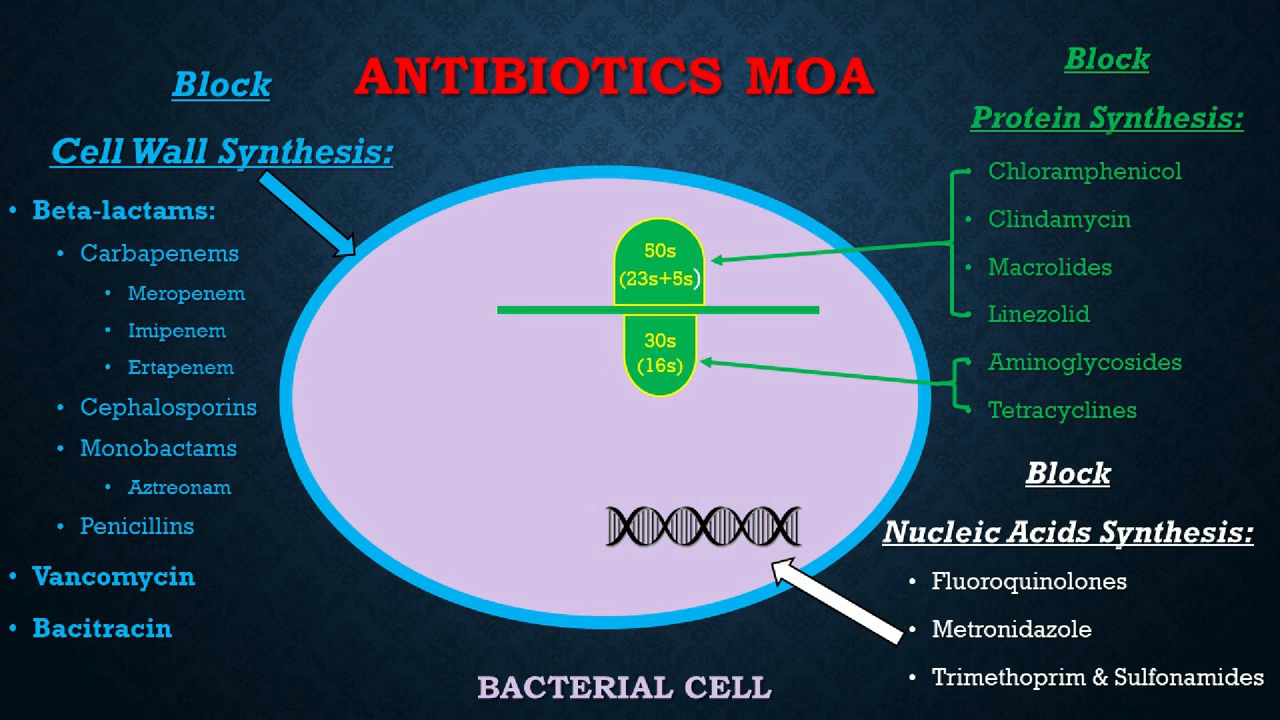 ANTIBIOTICS MOA
Block
Cell Wall Synthesis:
• Beta-lactams:
• Carbapenems
• Meropenem
• Imipenem
• Ertapenem
• Cephalosporins
• Monobactams
• Aztreonam
• Penicillins
• Vancomycin
• Bacitracin
50s
(23s+5s)
30s
(16s)
BACTERIAL CELL
Block
Protein Synthesis:
• Chloramphenicol
• Clindamycin
• Macrolides
• Linezolid
• Aminoglycosides
• Tetracyclines
Block
Nucleic Acids Synthesis:
• Fluoroquinolones
• Metronidazole
• Trimethoprim & Sulfonamides